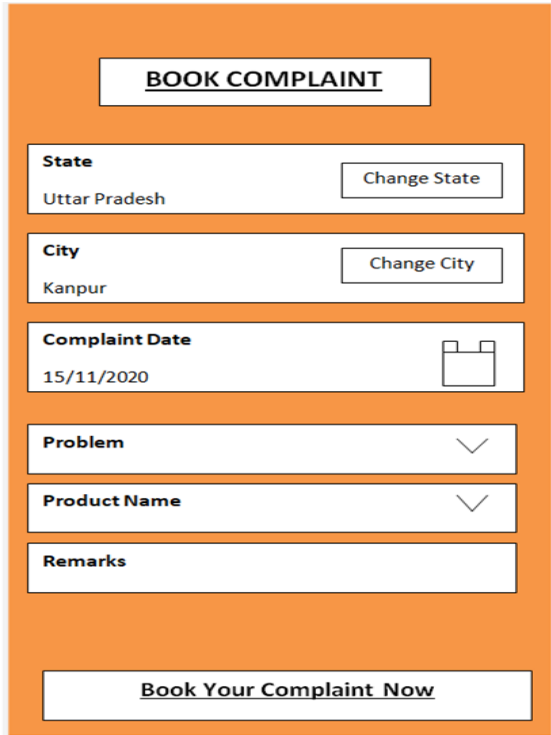 BOOK COMPLAINT
State
Change State
Uttar Pradesh
City
Change City
Kanpur
Complaint Date
15/11/2020
Problem
Product Name
Remarks
Book Your Complaint Now